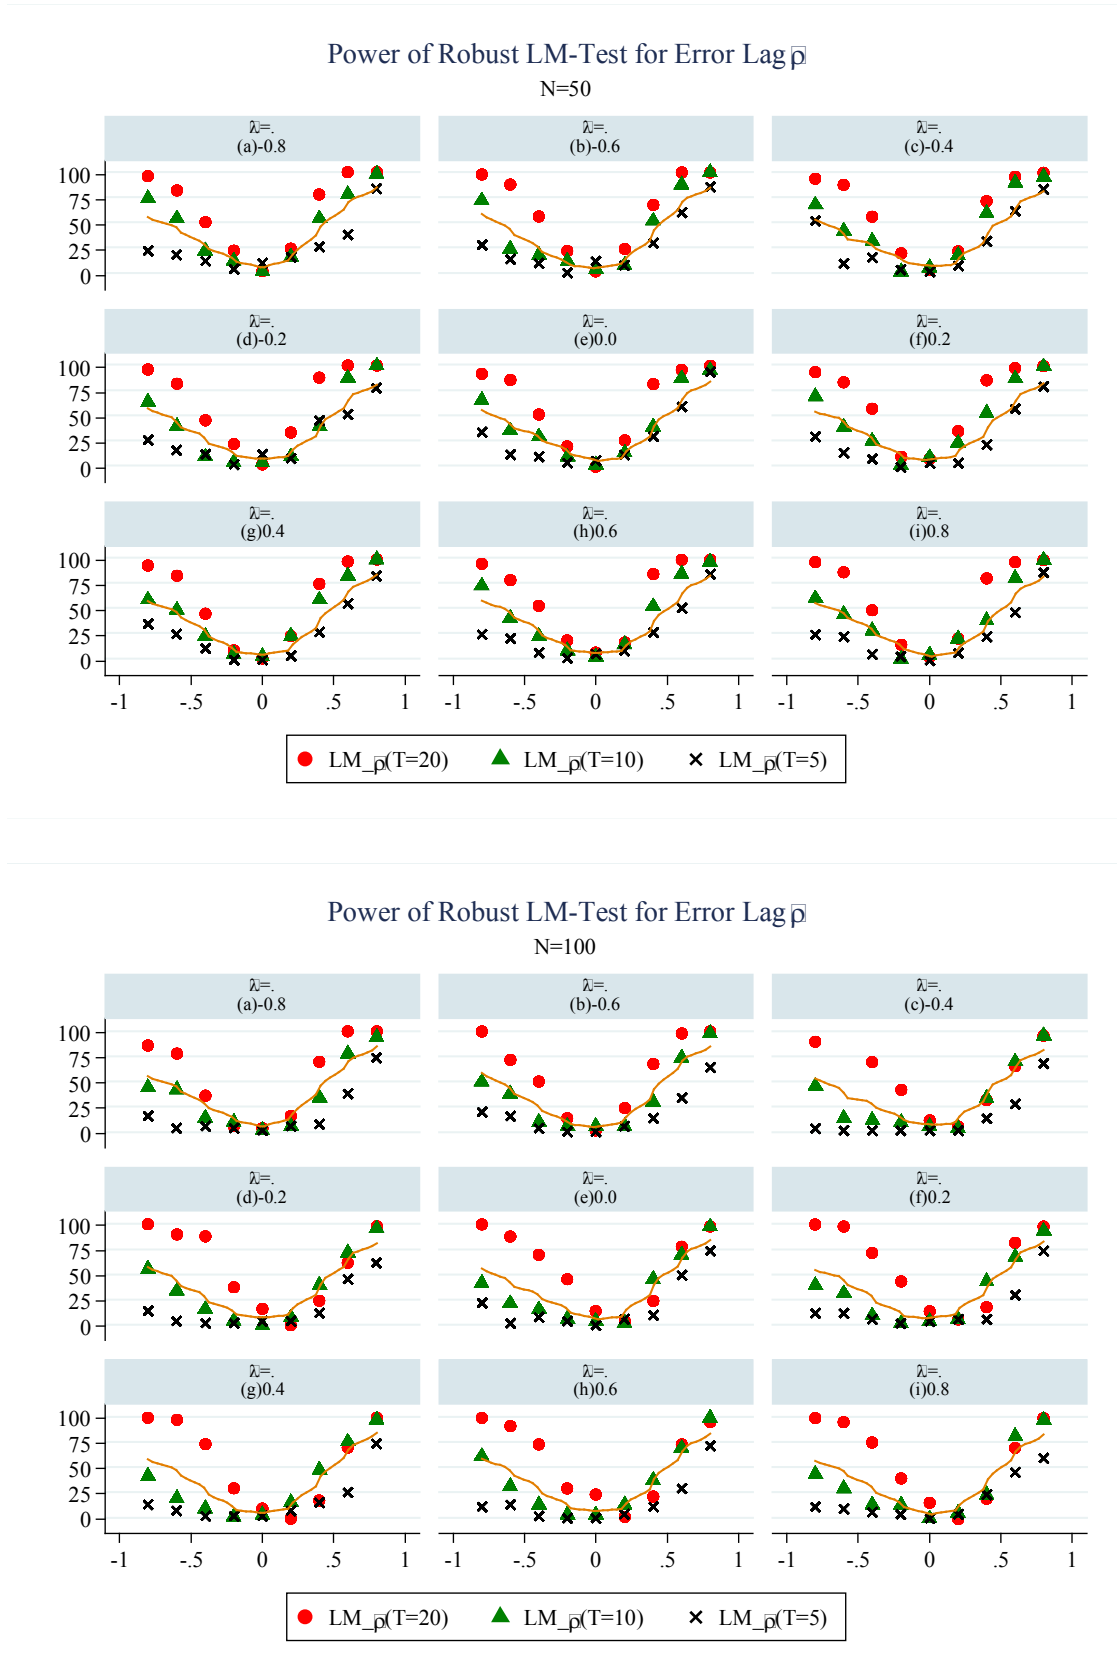 Power of Robust LM-Test for Error Lag ρ
N=50
λ=.
(a)-0.8
λ=.
(b)-0.6
λ=.
(c)-0.4
100
75
50
25
0
λ=.
(d)-0.2
λ=.
(e)0.0
λ=.
(f)0.2
100
75
50
25
0
λ=.
(g)0.4
λ=.
(h)0.6
λ=.
(i)0.8
100
75
50
25
0
-1 -.5 0 .5 1 -1 -.5 0 .5 1 -1 -.5 0 .5 1
LM_ρ(T=20) LM_ρ(T=10) LM_ρ(T=5)
Power of Robust LM-Test for Error Lag ρ
N=100
λ=.
(a)-0.8
λ=.
(b)-0.6
λ=.
(c)-0.4
100
75
50
25
0
λ=.
(d)-0.2
λ=.
(e)0.0
λ=.
(f)0.2
100
75
50
25
0
λ=.
(g)0.4
λ=.
(h)0.6
λ=.
(i)0.8
100
75
50
25
0
-1 -.5 0 .5 1 -1 -.5 0 .5 1 -1 -.5 0 .5 1
LM_ρ(T=20) LM_ρ(T=10) LM_ρ(T=5)